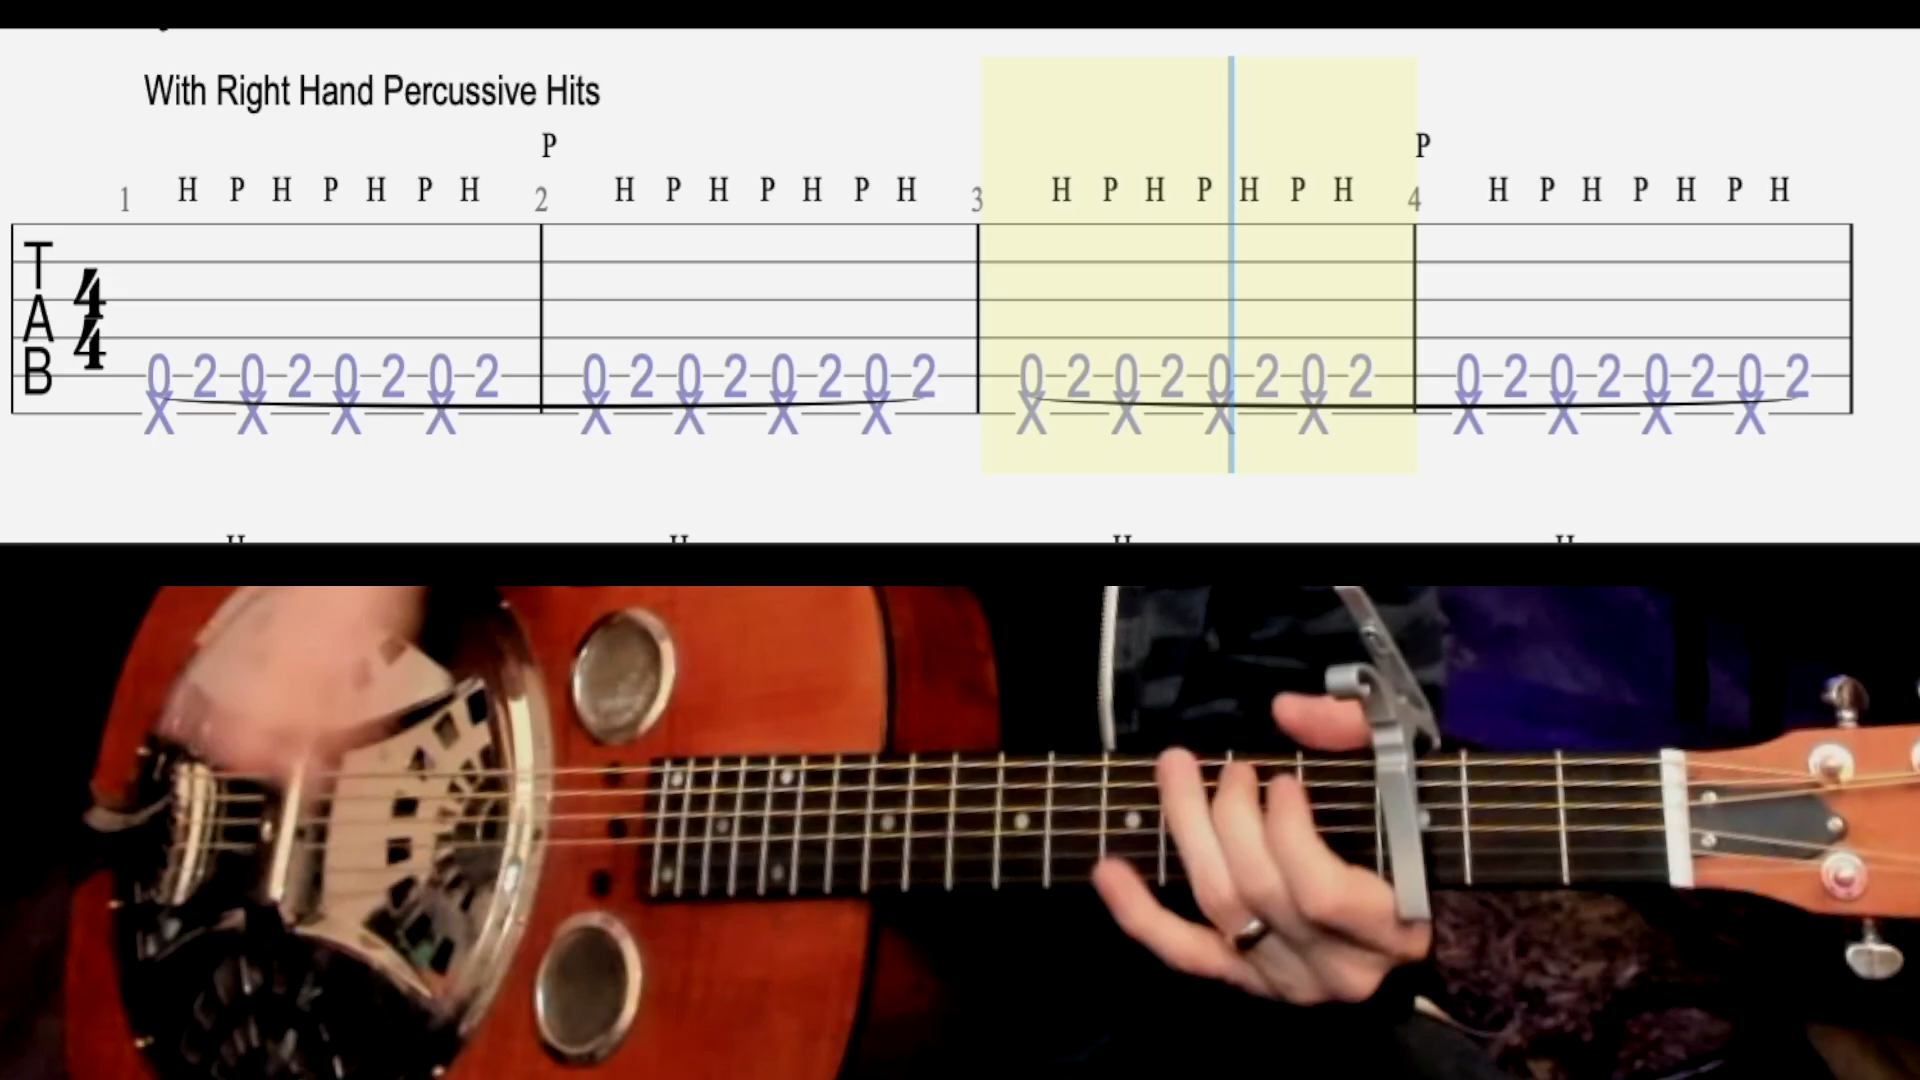 With Right Hand Percussive Hits
P P
1 H P H P H P H 2 H P H P H P H 3 H P H P H P H 4 H P H P H P H
T
A
B
4
4
0 2 0 2 0 2 0 2 0 2 0 2 0 2 0 2 0 2 0 2 0 2 0 2 0 2 0 2 0 2 0 2
X X X X X X X X X X X X X X X X
H H H H